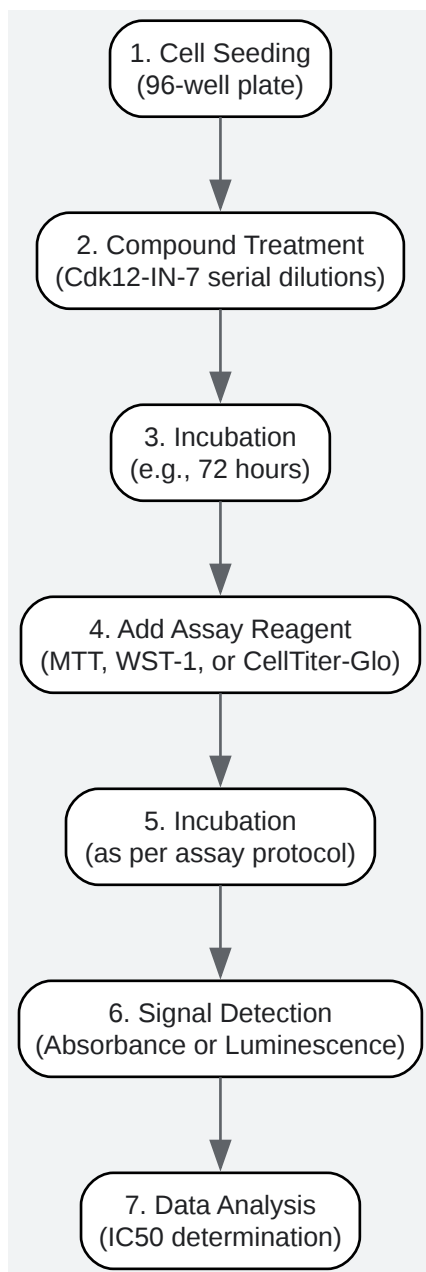 1. Cell Seeding
(96-well plate)
2. Compound Treatment
(Cdk12-IN-7 serial dilutions)
3. Incubation
(e.g., 72 hours)
4. Add Assay Reagent
(MTT, WST-1, or CellTiter-Glo)
5. Incubation
(as per assay protocol)
6. Signal Detection
(Absorbance or Luminescence)
7. Data Analysis
(IC50 determination)